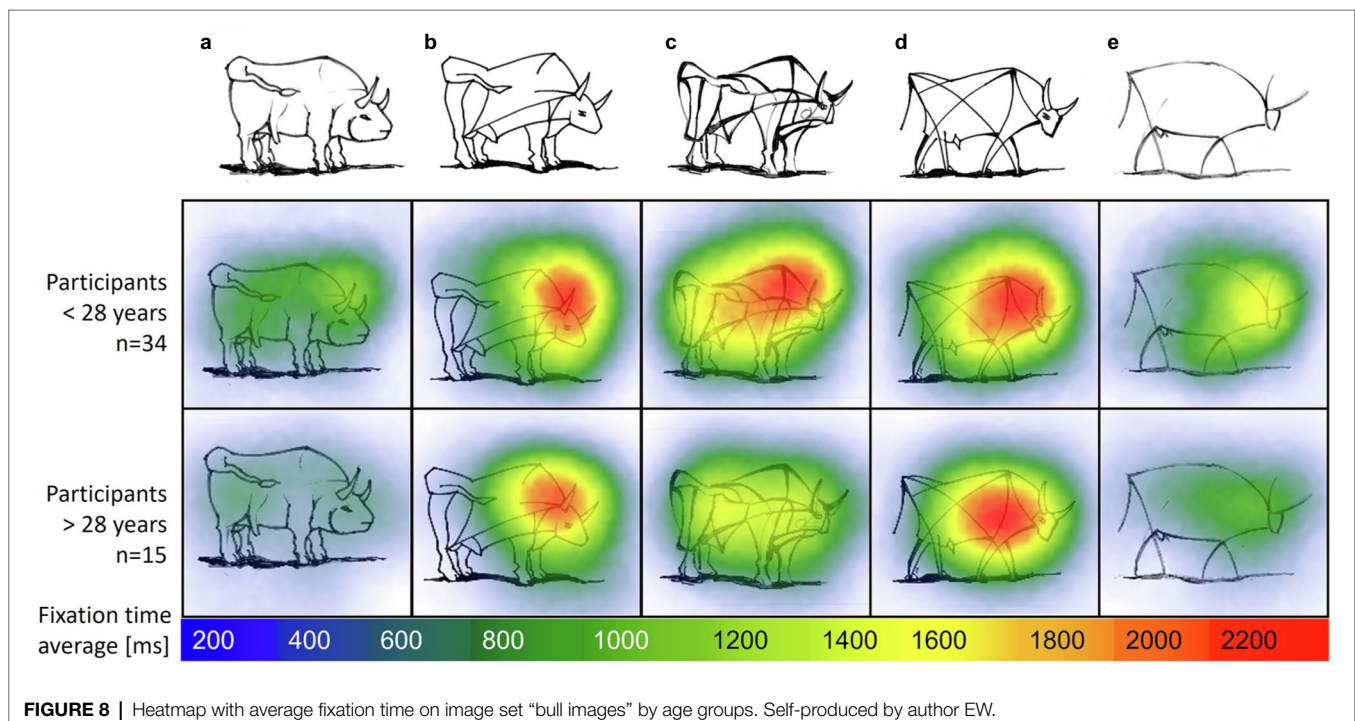 a b c d e
Participants
< 28 years
n=34
Participants
> 28 years
n=15
Fixation time
average [ms]
200 400 600 800 1000 1200 1400 1600 1800 2000 2200
FIGURE 8 | Heatmap with average fixation time on image set “bull images” by age groups. Self-produced by author EW.